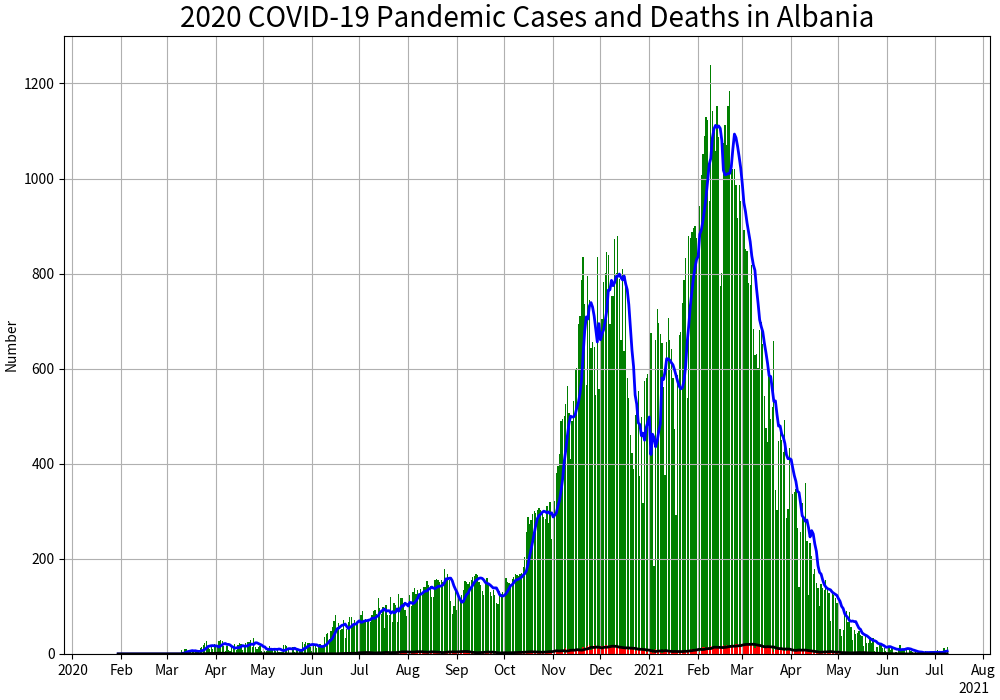 2020 COVID-19 Pandemic Cases and Deaths in Albania
1200
1000
800
600
400
200
0
Number
2020 Feb Mar Apr May Jun Jul Aug Sep Oct Nov Dec 2021 Feb Mar Apr May Jun Jul Aug
2021